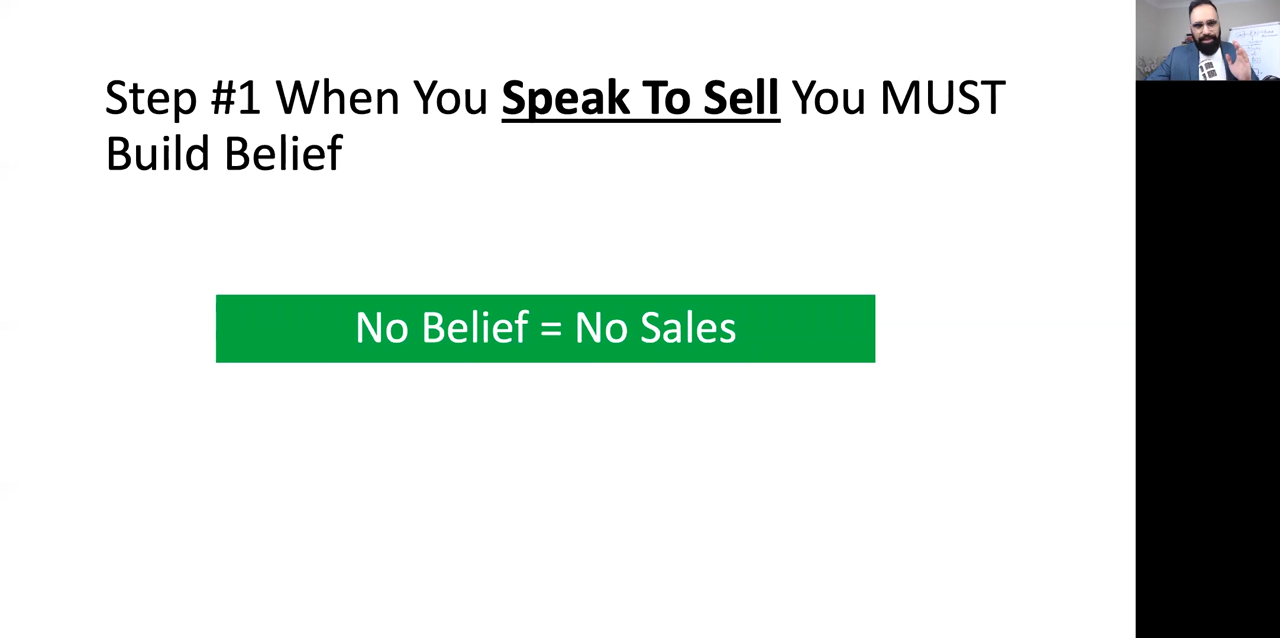 Step #1 When You Speak To Sell You MUST
Build Belief
No Belief = No Sales